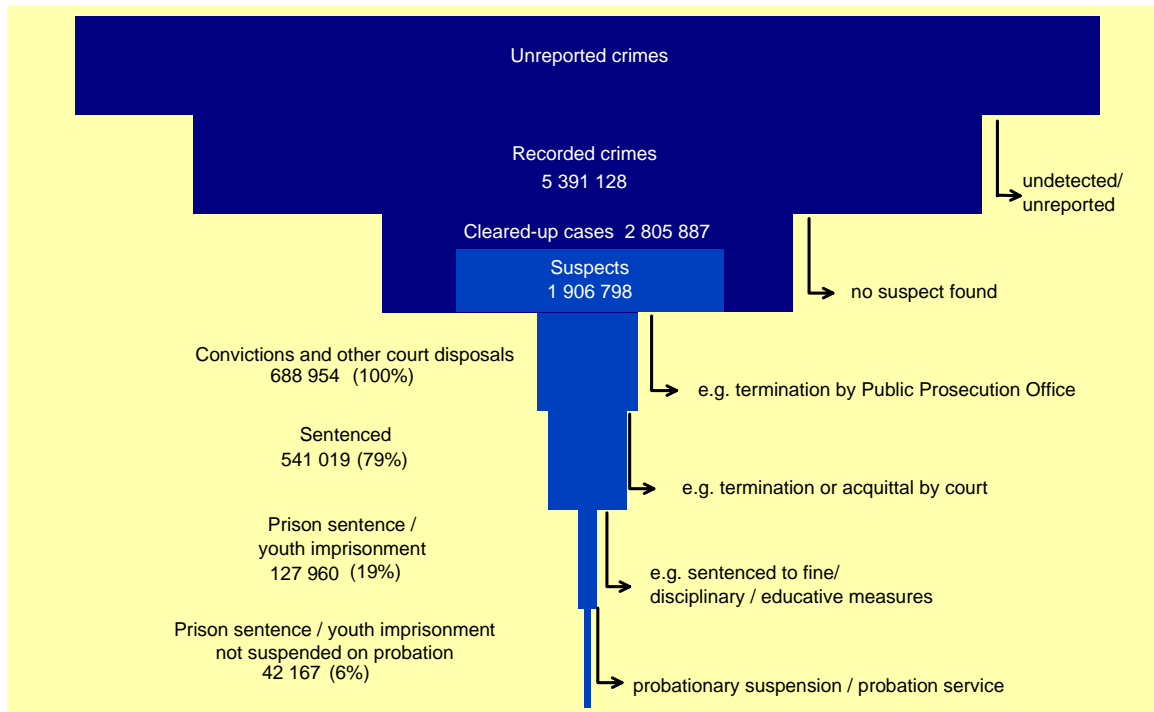 Unreported crimes
Recorded crimes
5 391 128
undetected/
unreported
Cleared-up cases 2 805 887
Suspects
1 906 798
no suspect found
Convictions and other court disposals
688 954 (100%)
e.g. termination by Public Prosecution Office
Sentenced
541 019 (79%)
e.g. termination or acquittal by court
Prison sentence /
youth imprisonment
127 960 (19%)
e.g. sentenced to fine/
disciplinary / educative measures
Prison sentence / youth imprisonment
not suspended on probation
42 167 (6%)
probationary suspension / probation service